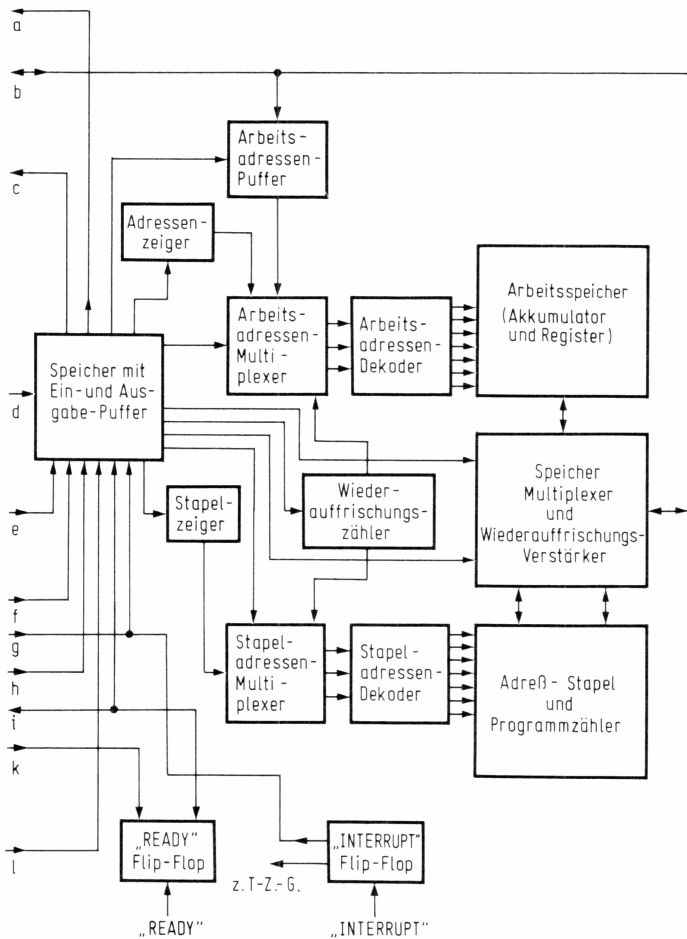 a
b
Arbeits-
adressen-
Puffer
c
Adressen-
zeiger
Arbeits-
adressen-
Multi-
plexer
Arbeits-
adressen-
Dekoder
Arbeitsspeicher
(Akkumulator
und Register)
Speicher mit
Ein-und Aus-
gabe-Puffer
d
Speicher
Multiplexer
und
Wiederauffrischungs-
Verstärker
Wieder-
auffrischungs-
zähler
Stapel-
zeiger
e
f
g
h
i
k
l
Stapel-
adressen-
Multi-
plexer
Stapel-
adressen-
Dekoder
Adreß- Stapel
und
Programmzähler
„READY"
Flip-Flop
„INTERRUPT"
Flip-Flop
z.T-Z.-G.
„READY"
„INTERRUPT"